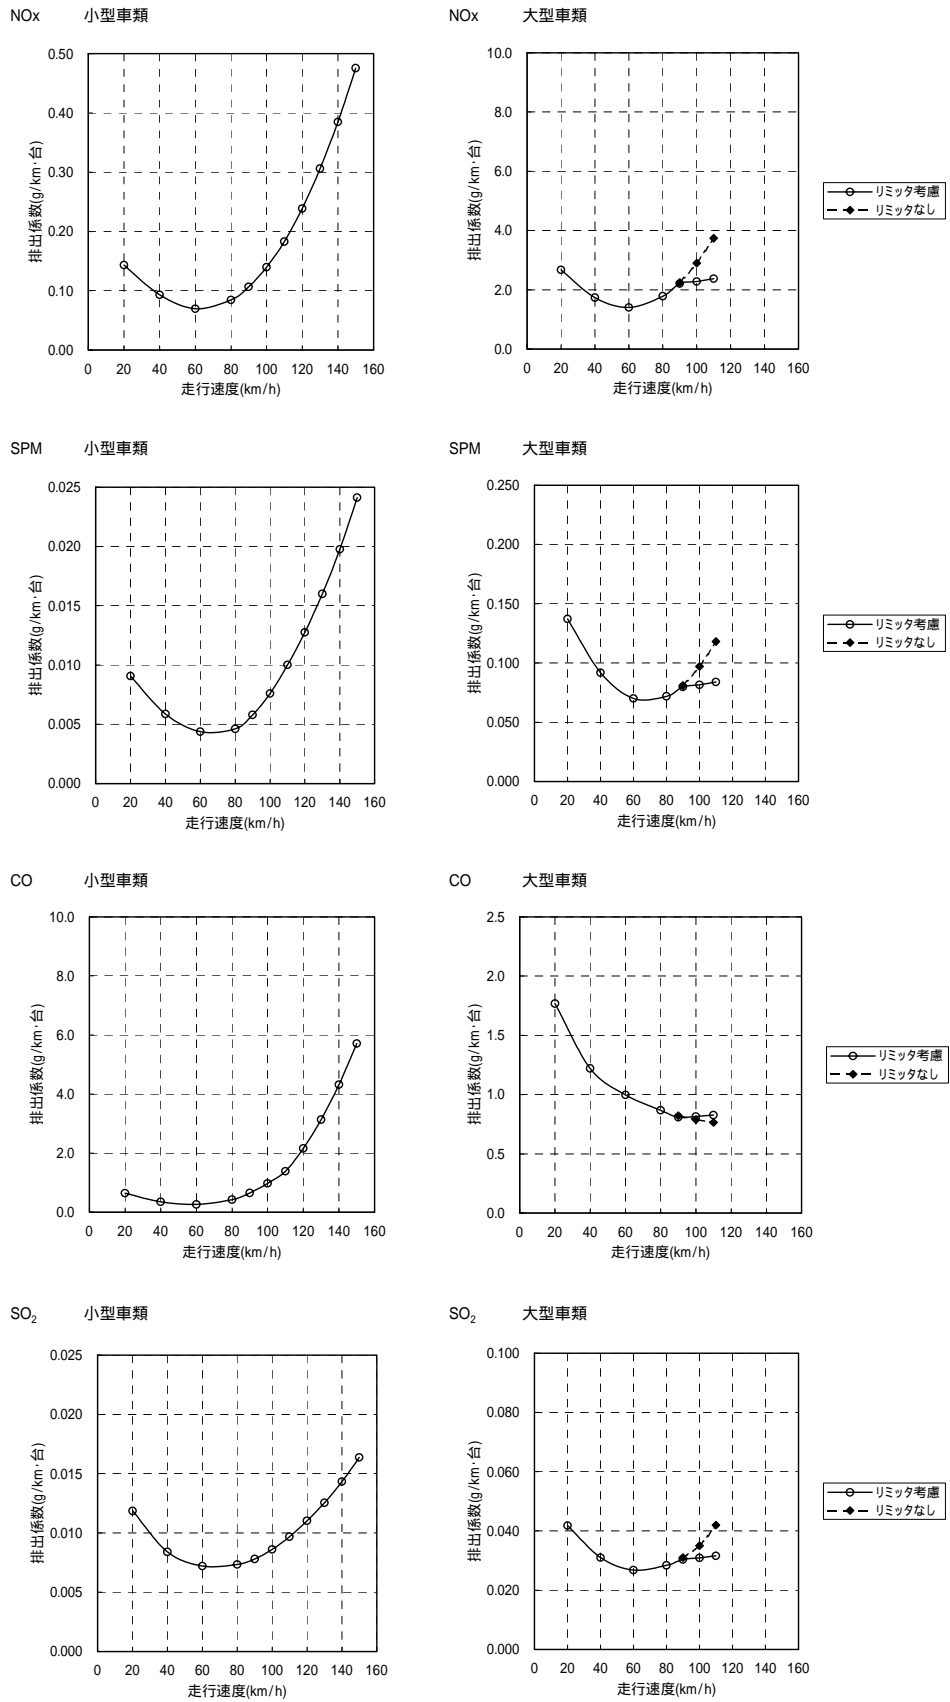 NOx 小型車類
0.50
0.40
0.30
0.20
0.10
0.00
排出係数(g/km·台)
0 20 40 60 80 100 120 140 160
走行速度(km/h)
NOx 大型車類
10.0
8.0
6.0
4.0
2.0
0.0
排出係数(g/km·台)
0 20 40 60 80 100 120 140 160
走行速度(km/h)
リミッタ考慮
リミッタなし
SPM 小型車類
0.025
0.020
0.015
0.010
0.005
0.000
排出係数(g/km·台)
0 20 40 60 80 100 120 140 160
走行速度(km/h)
SPM 大型車類
0.250
0.200
0.150
0.100
0.050
0.000
排出係数(g/km·台)
0 20 40 60 80 100 120 140 160
走行速度(km/h)
リミッタ考慮
リミッタなし
CO 小型車類
10.0
8.0
6.0
4.0
2.0
0.0
排出係数(g/km·台)
0 20 40 60 80 100 120 140 160
走行速度(km/h)
CO 大型車類
2.5
2.0
1.5
1.0
0.5
0.0
排出係数(g/km·台)
0 20 40 60 80 100 120 140 160
走行速度(km/h)
リミッタ考慮
リミッタなし
SO₂ 小型車類
0.025
0.020
0.015
0.010
0.005
0.000
排出係数(g/km·台)
0 20 40 60 80 100 120 140 160
走行速度(km/h)
SO₂ 大型車類
0.100
0.080
0.060
0.040
0.020
0.000
排出係数(g/km·台)
0 20 40 60 80 100 120 140 160
走行速度(km/h)
リミッタ考慮
リミッタなし